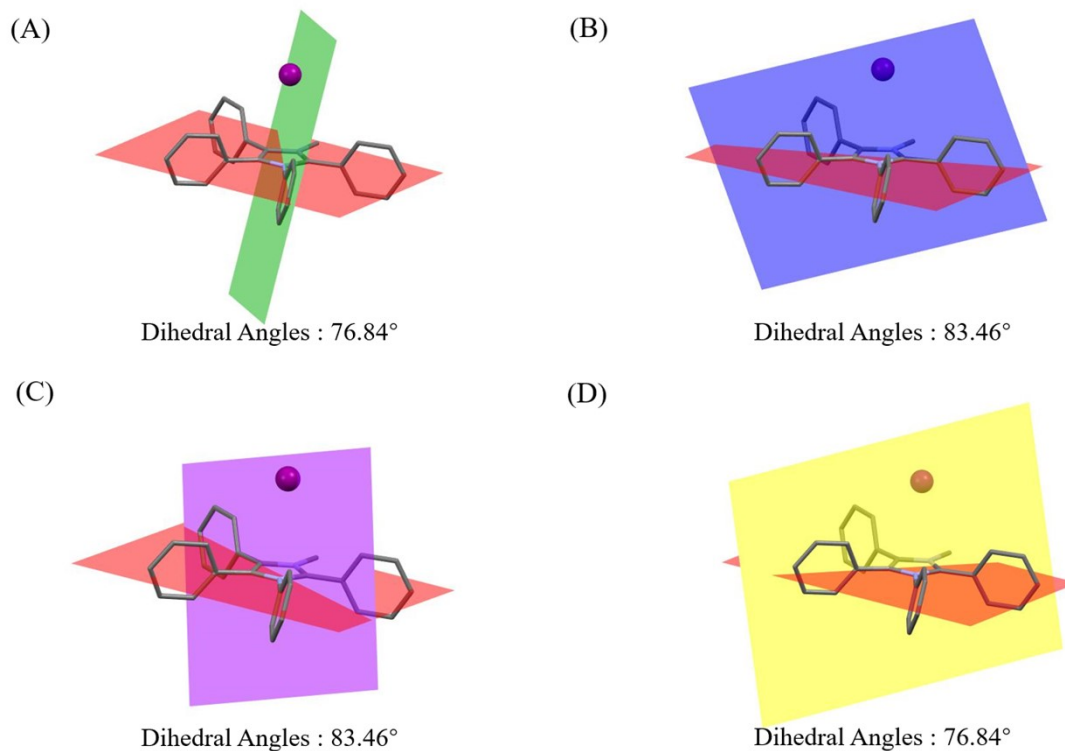 (A)
(B)
Dihedral Angles : 76.84°
Dihedral Angles : 83.46°
(C)
(D)
Dihedral Angles : 83.46°
Dihedral Angles : 76.84°